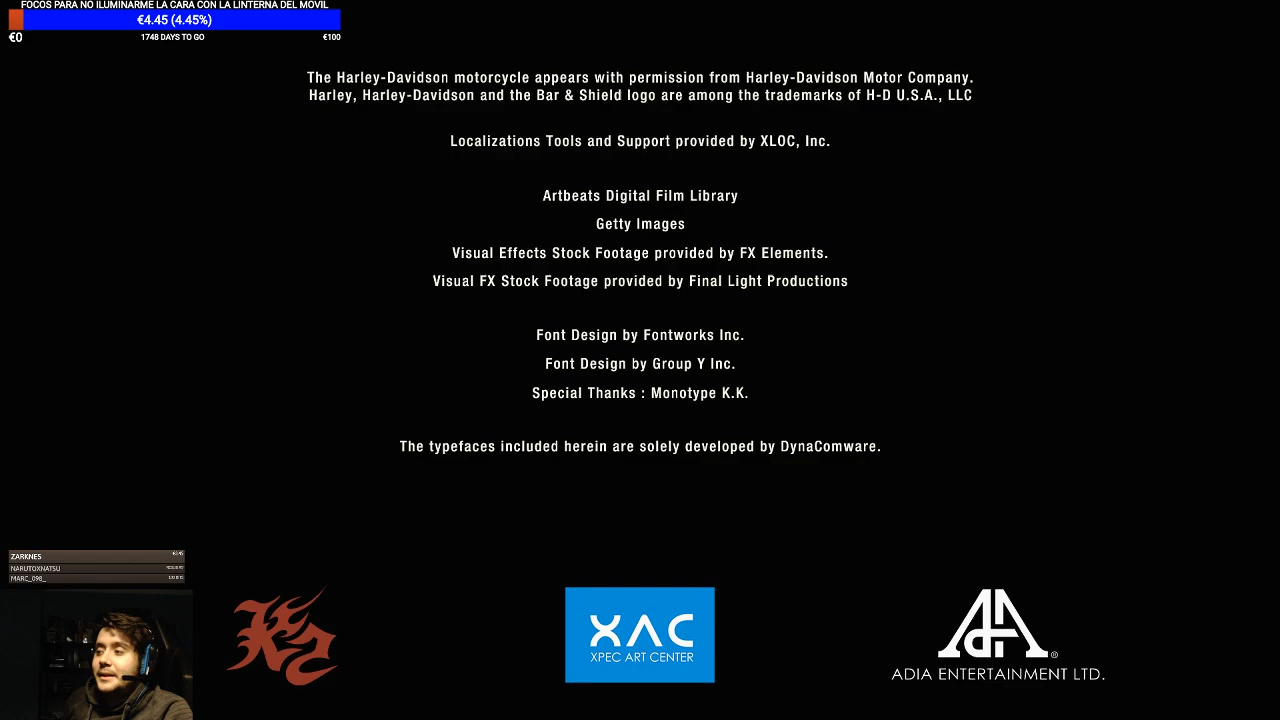 FOCOS PARA NO ILUMINARME LA CARA CON LA LINTERNA DEL MOVIL
€4.45 (4.45%)
€0
1748 DAYS TO GO
€100
The Harley-Davidson motorcycle appears with permission from Harley-Davidson Motor Company.
Harley, Harley-Davidson and the Bar & Shield logo are among the trademarks of H-D U.S.A., LLC
Localizations Tools and Support provided by XLOC, Inc.
Artbeats Digital Film Library
Getty Images
Visual Effects Stock Footage provided by FX Elements.
Visual FX Stock Footage provided by Final Light Productions
Font Design by Fontworks Inc.
Font Design by Group Y Inc.
Special Thanks : Monotype K.K.
The typefaces included herein are solely developed by DynaComware.
ZARKNES
NARUTOXNATSU
MARC_098_
XAC
XPEC ART CENTER
ADIA ENTERTAINMENT LTD.